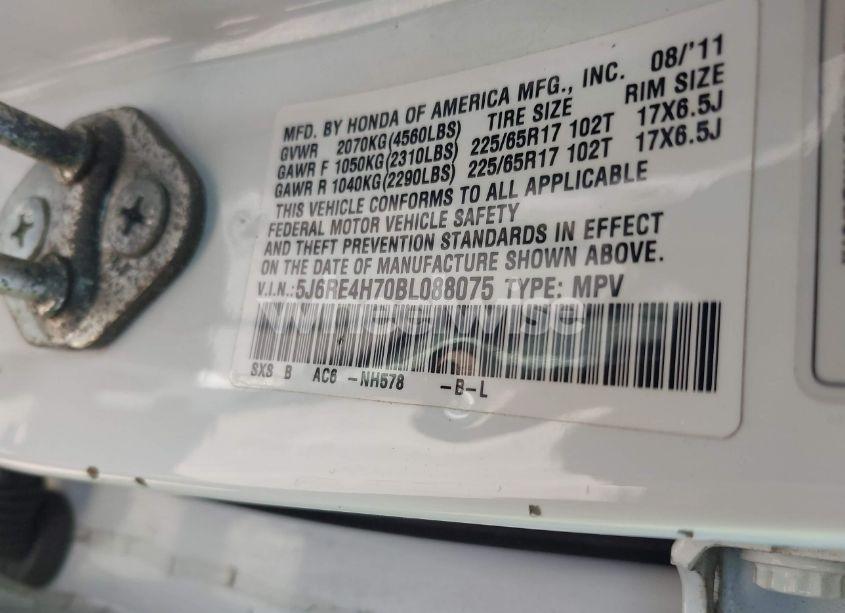 MFD. BY HONDA OF AMERICA MFG., INC. 08/'11
GVWR 2070KG(4560LBS) TIRE SIZE RIM SIZE
GAWR F 1050KG(2310LBS) 225/65R17 102T 17X6.5J
GAWR R 1040KG(2290LBS) 225/65R17 102T 17X6.5J
THIS VEHICLE CONFORMS TO ALL APPLICABLE
FEDERAL MOTOR VEHICLE SAFETY
AND THEFT PREVENTION STANDARDS IN EFFECT
ON THE DATE OF MANUFACTURE SHOWN ABOVE.
V.I.N.:5J6RE4H70BL088075 TYPE: MPV
Wheelwise
SXS B AC6 -NH578 -B-L